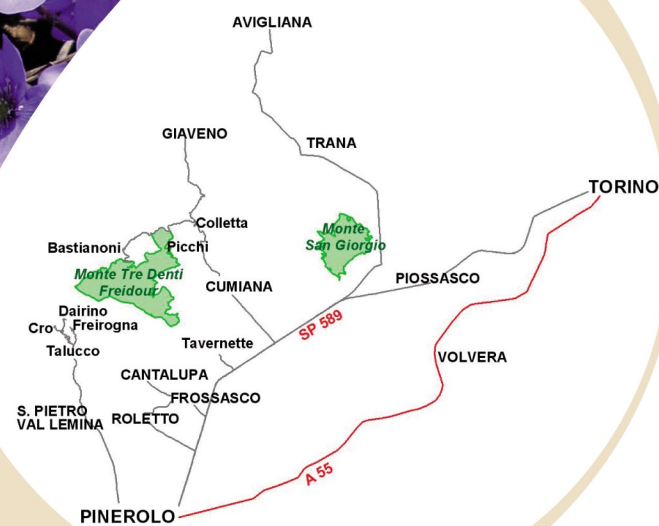 AVIGLIANA
GIAVENO
TRANA
TORINO
Colletta
Bastianoni
Picchi
Monte
San Giorgio
Monte Tre Denti
Freidour
PIOSSASCO
CUMIANA
Dairino
Cro
Freirogna
SP 589
Talucco
Tavernette
VOLVERA
CANTALUPA
FROSSASCO
S. PIETRO
VAL LEMINA
ROLETTO
A 55
PINEROLO